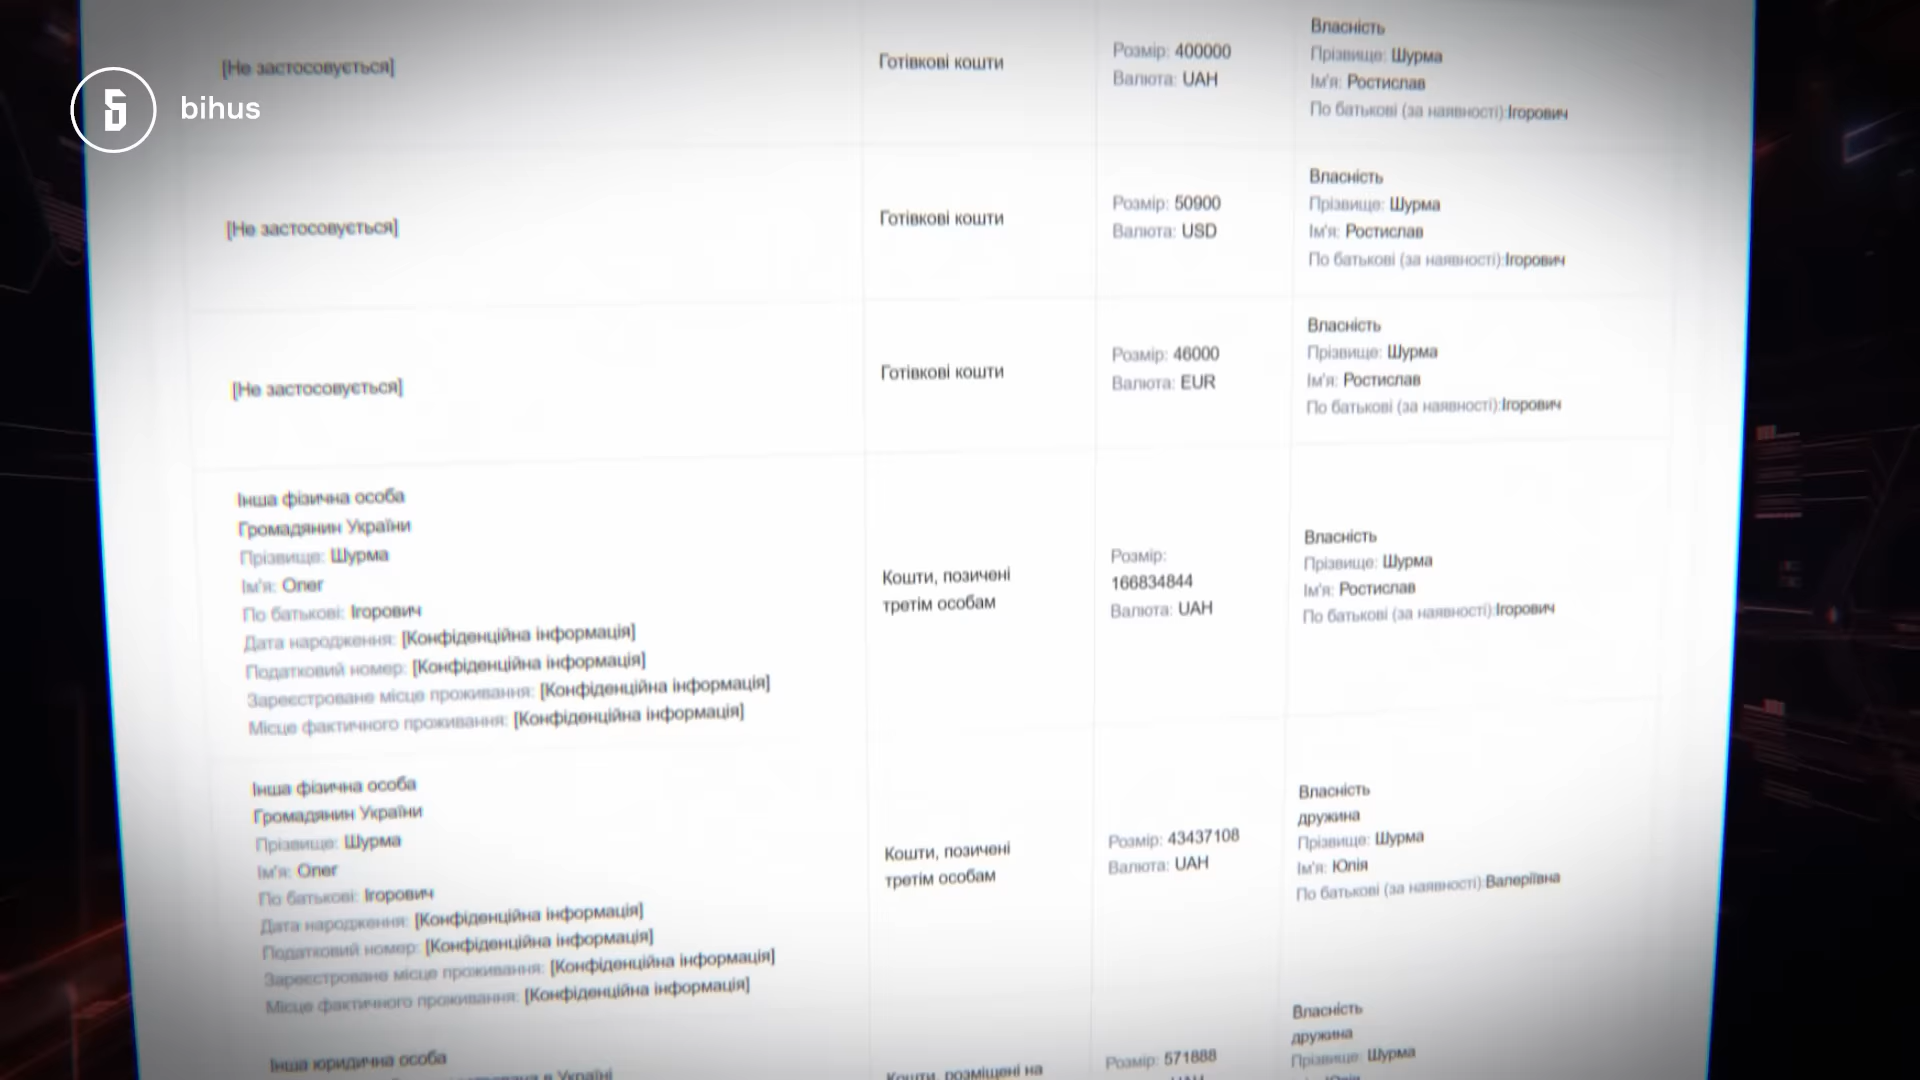 bihus
[Не застосовується]
Готівкові кошти
Розмір: 400000
Валюта: UAH
Власність
Прізвище: Шурма
Ім'я: Ростислав
По батькові (за наявності):Ігорович
[Не застосовується]
Готівкові кошти
Розмір: 50900
Валюта: USD
Власність
Прізвище: Шурма
Ім'я: Ростислав
По батькові (за наявності):Ігорович
[Не застосовується]
Готівкові кошти
Розмір: 46000
Валюта: EUR
Власність
Прізвище: Шурма
Ім'я: Ростислав
По батькові (за наявності):Ігорович
Інша фізична особа
Громадянин України
Прізвище: Шурма
Ім'я: Олег
По батькові: Ігорович
Дата народження: [Конфіденційна інформація]
Податковий номер: [Конфіденційна інформація]
Зареєстроване місце проживання: [Конфіденційна інформація]
Місце фактичного проживання: [Конфіденційна інформація]
Кошти, позичені
третім особам
Розмір:
166834844
Валюта: UAH
Власність
Прізвище: Шурма
Ім'я: Ростислав
По батькові (за наявності):Ігорович
Інша фізична особа
Громадянин України
Прізвище: Шурма
Ім'я: Олег
По батькові: Ігорович
Дата народження: [Конфіденційна інформація]
Податковий номер: [Конфіденційна інформація]
Зареєстроване місце проживання: [Конфіденційна інформація]
Місце фактичного проживання: [Конфіденційна інформація]
Кошти, позичені
третім особам
Розмір: 43437108
Валюта: UAH
Власність
дружина
Прізвище: Шурма
Ім'я: Юлія
По батькові (за наявності):Валеріївна
Інша юридична особа
в Україні
Кошти, розміщені на
Розмір: 571888
UAH
Власність
дружина
Прізвище: Шурма
Юлія